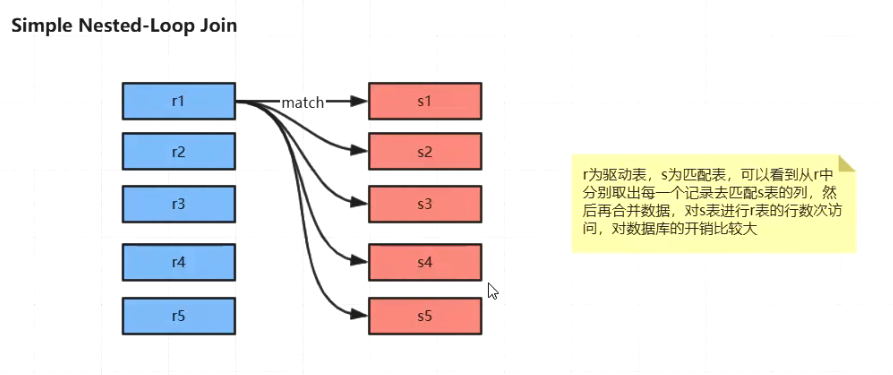 Simple Nested-Loop Join
r1
match
s1
r2
s2
r3
s3
r4
s4
r5
s5
r为驱动表，s为匹配表，可以看到从r中
分别取出每一个记录去匹配s表的列，然
后再合并数据，对s表进行r表的行数次访
问，对数据库的开销比较大